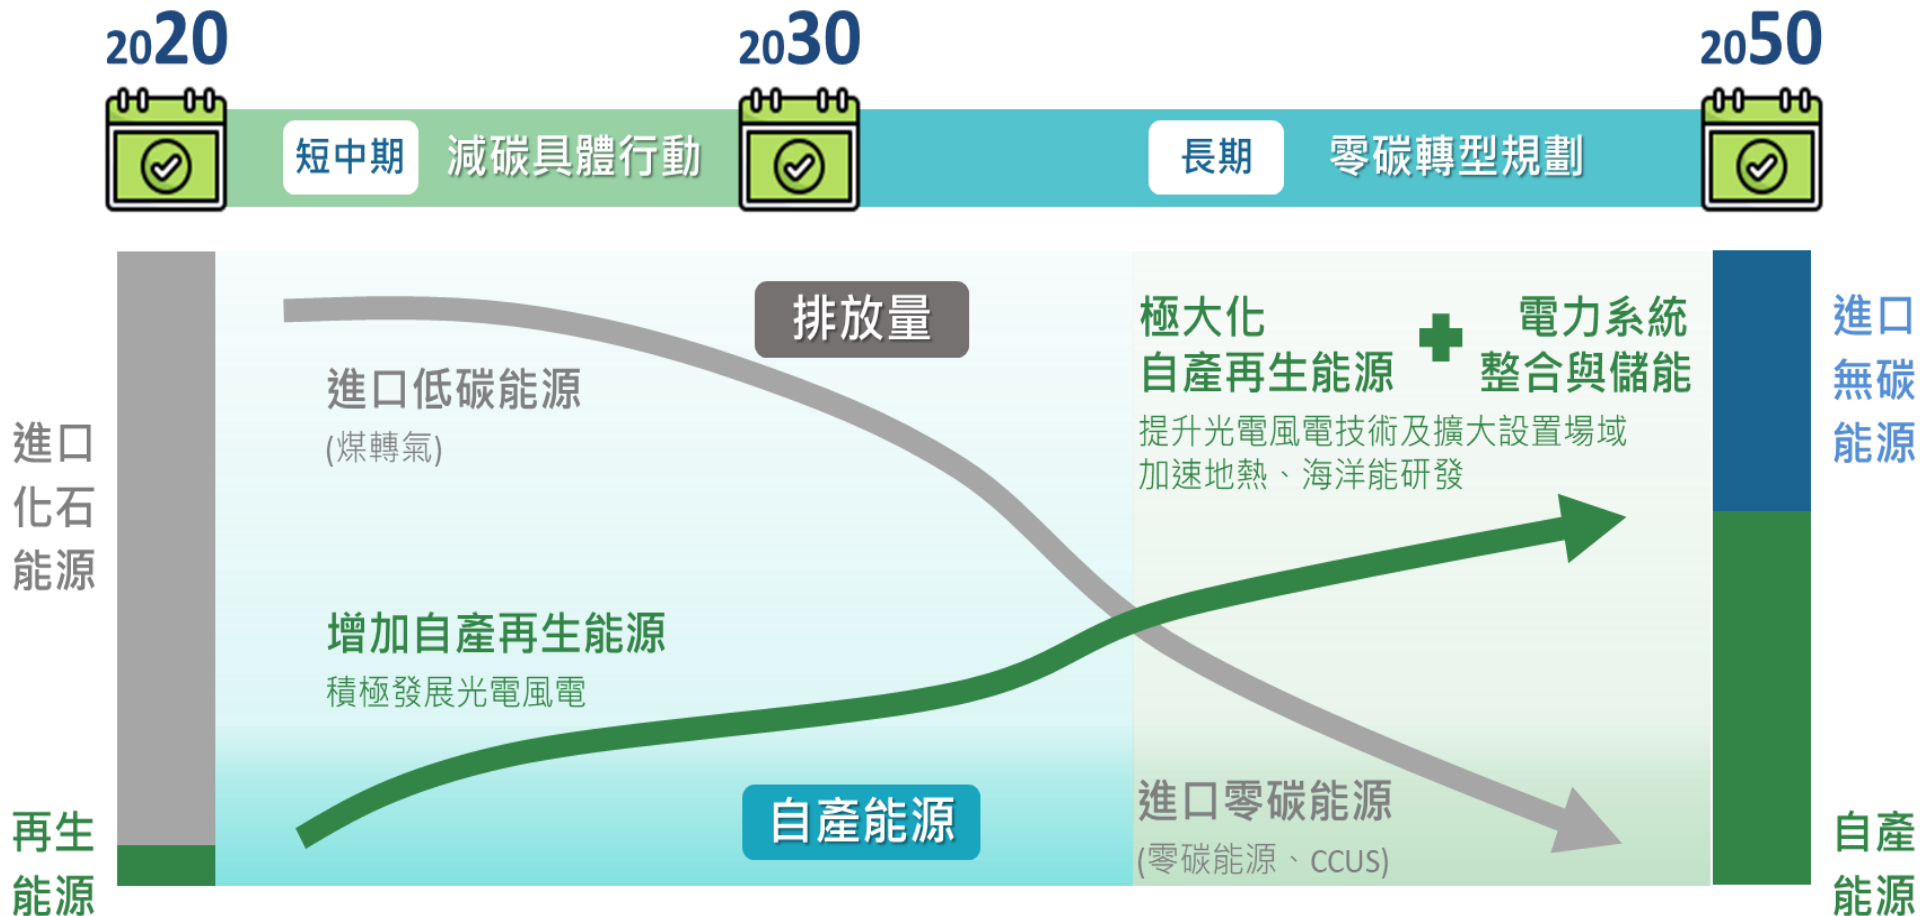 2020
2030
2050
短中期
減碳具體行動
長期
零碳轉型規劃
進口
化石
能源
再生
能源
排放量
進口低碳能源
(煤轉氣)
增加自產再生能源
積極發展光電風電
自產能源
極大化
自產再生能源
電力系統
整合與儲能
提升光電風電技術及擴大設置場域
加速地熱、海洋能研發
進口零碳能源
(零碳能源、CCUS)
進口
無碳
能源
自產
能源